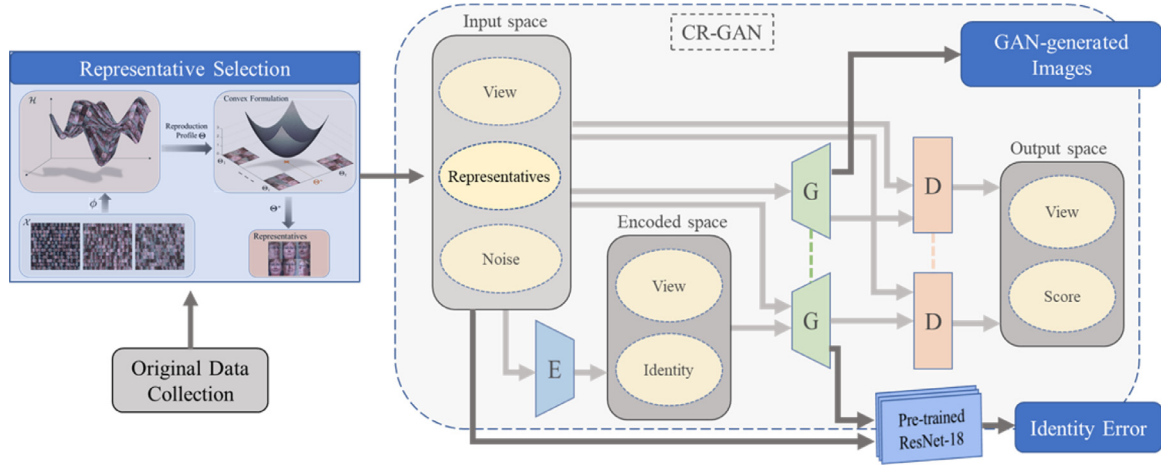 Representative Selection
ℋ
Reproduction
Profile Θ
Convex Formulation
Θ*
ϕ
Θ*
𝒳
Representatives
Original Data
Collection
CR-GAN
Input space
View
Representatives
Noise
E
Encoded space
View
Identity
G
G
D
D
Output space
View
Score
GAN-generated
Images
Pre-trained
ResNet-18
Identity Error